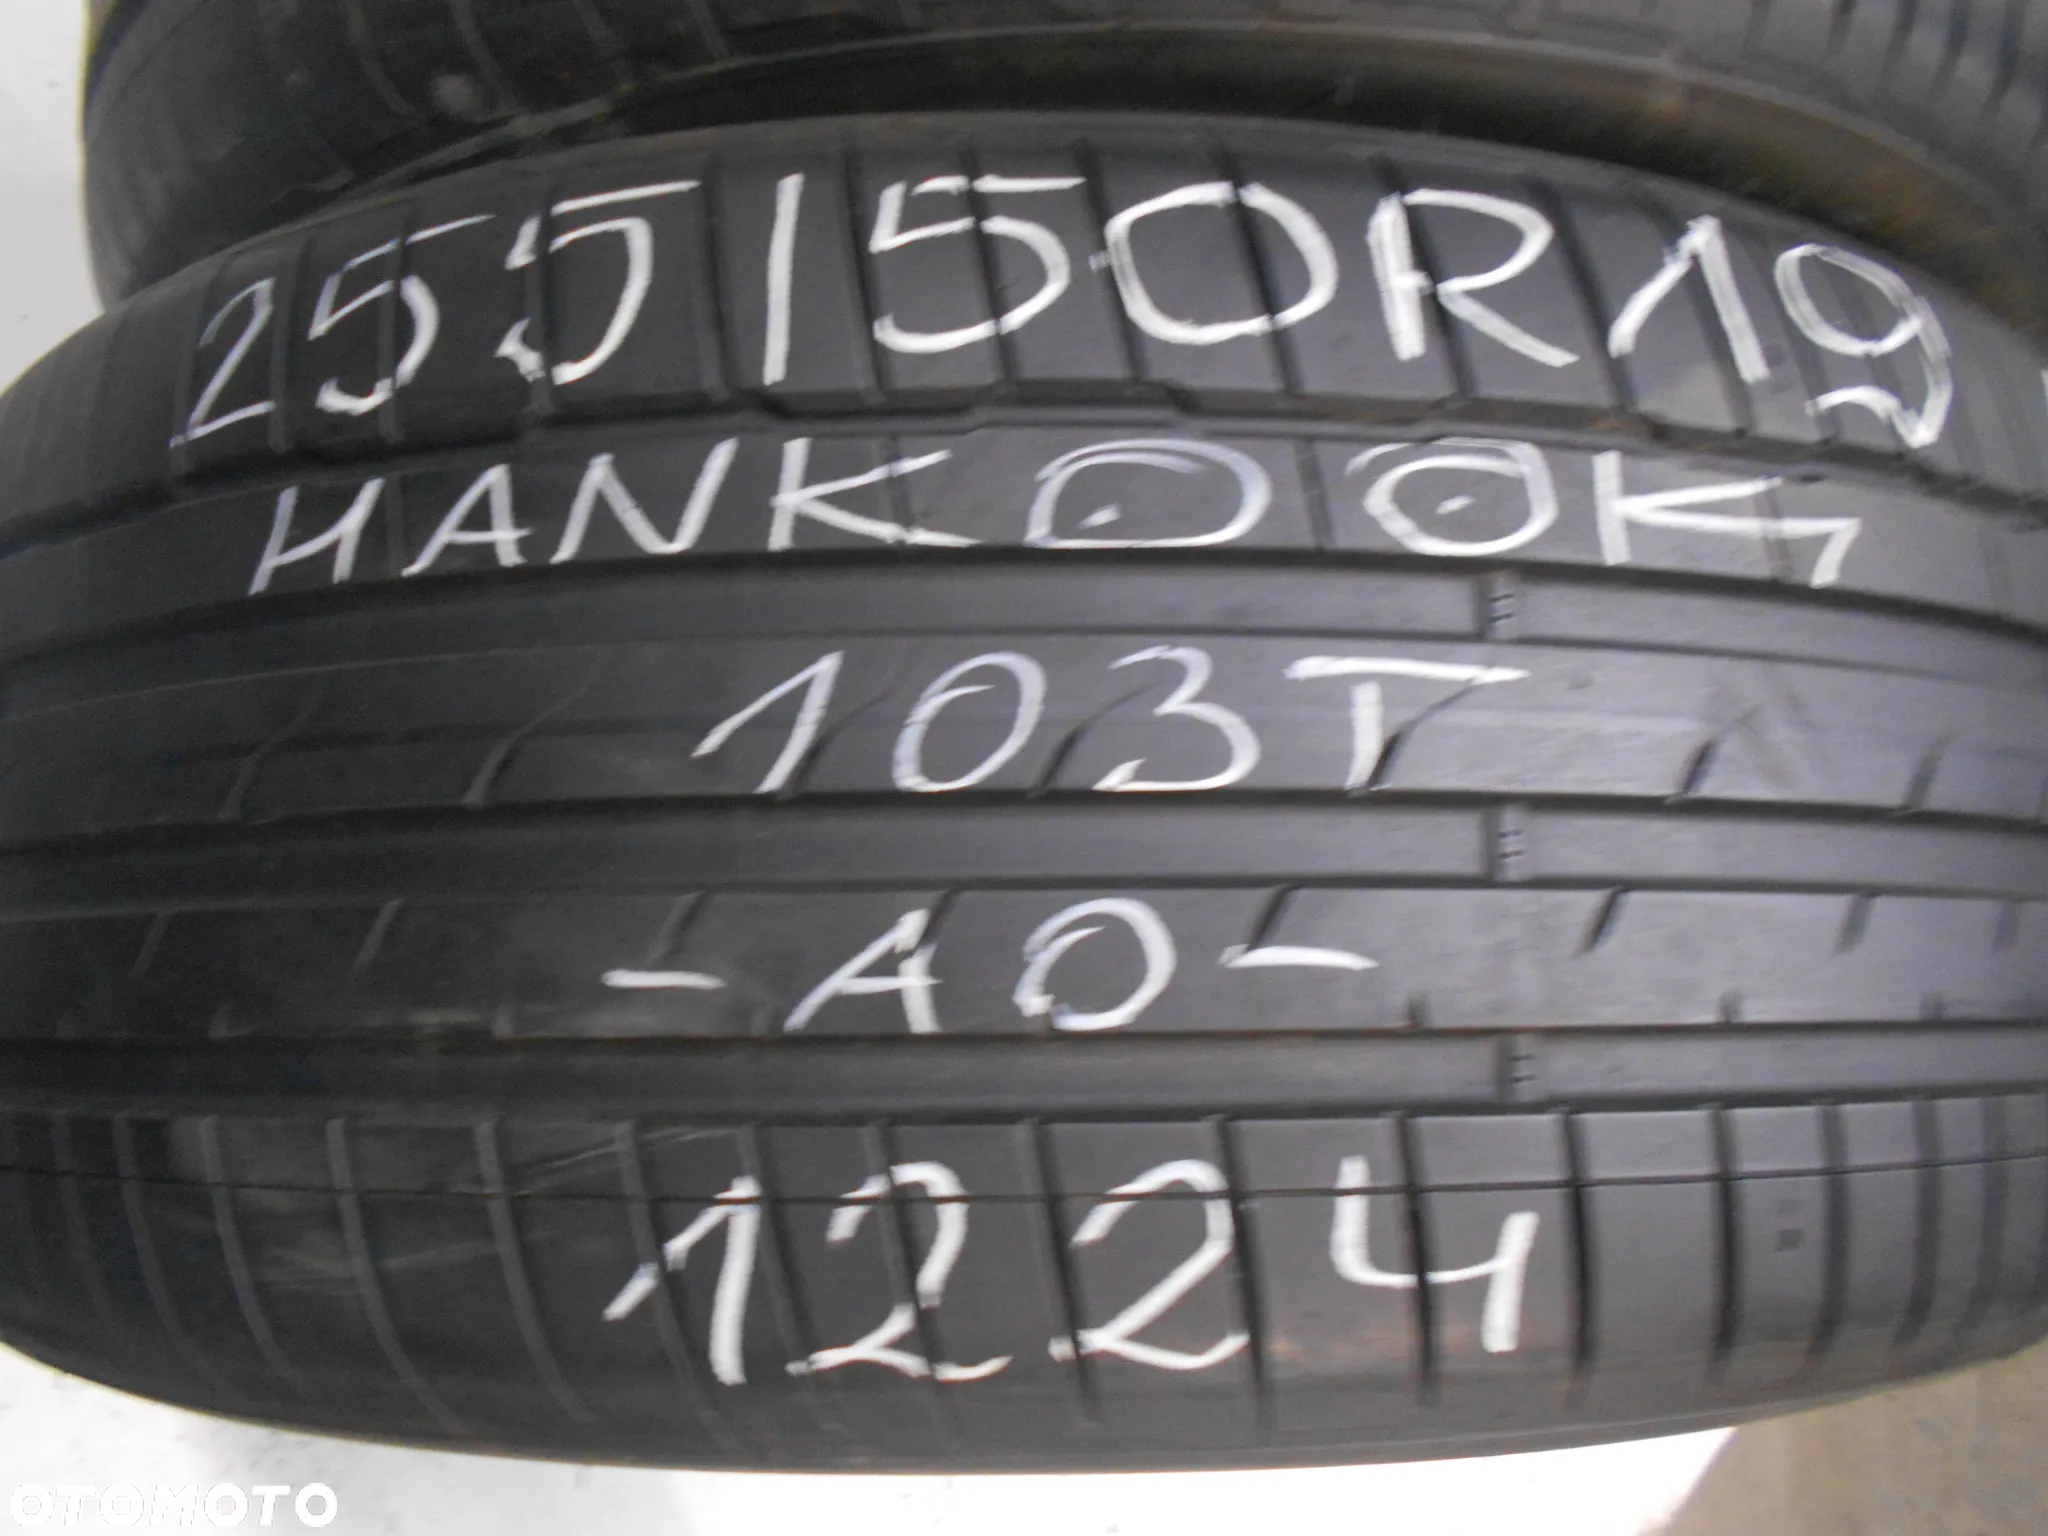 255/50R19
HANKOOK
103T
-AO-
1224
OTOMOTO